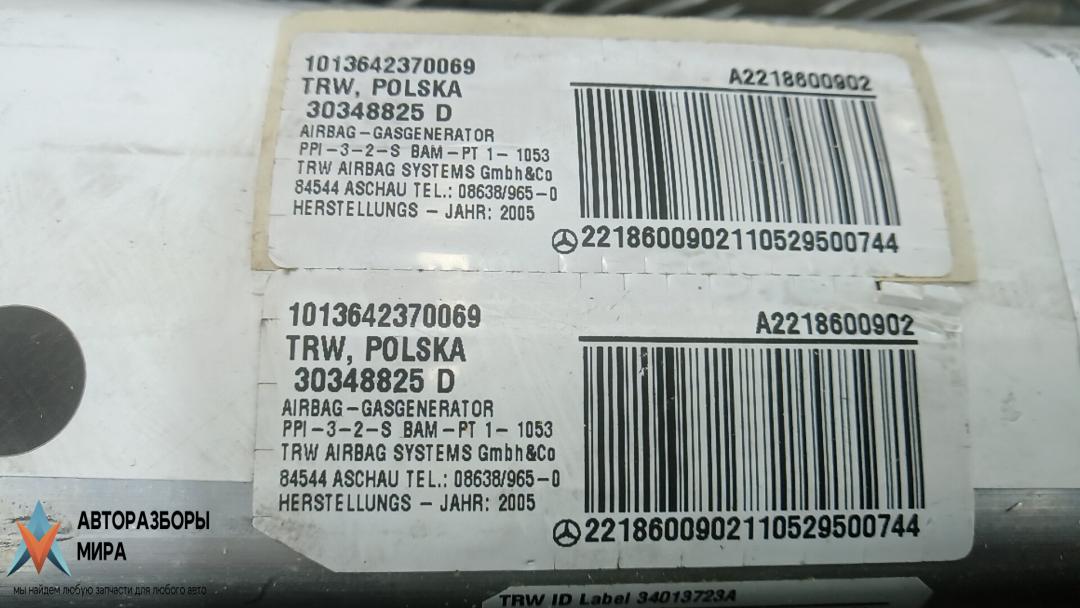 1013642370069
TRW, POLSKA
30348825 D
AIRBAG-GASGENERATOR
PPI-3-2-S BAM-PT 1- 1053
TRW AIRBAG SYSTEMS Gmbh&Co
84544 ASCHAU TEL.: 08638/965-0
HERSTELLUNGS - JAHR: 2005
A2218600902
2218600902110529500744
1013642370069
TRW, POLSKA
30348825 D
AIRBAG-GASGENERATOR
PPI-3-2-S BAM-PT 1- 1053
TRW AIRBAG SYSTEMS Gmbh&Co
84544 ASCHAU TEL.: 08638/965-0
HERSTELLUNGS - JAHR: 2005
A2218600902
2218600902110529500744
TRW ID Label 34013723A
АВТОРАЗБОРЫ
МИРА
мы найдем любую запчасти для любого авто